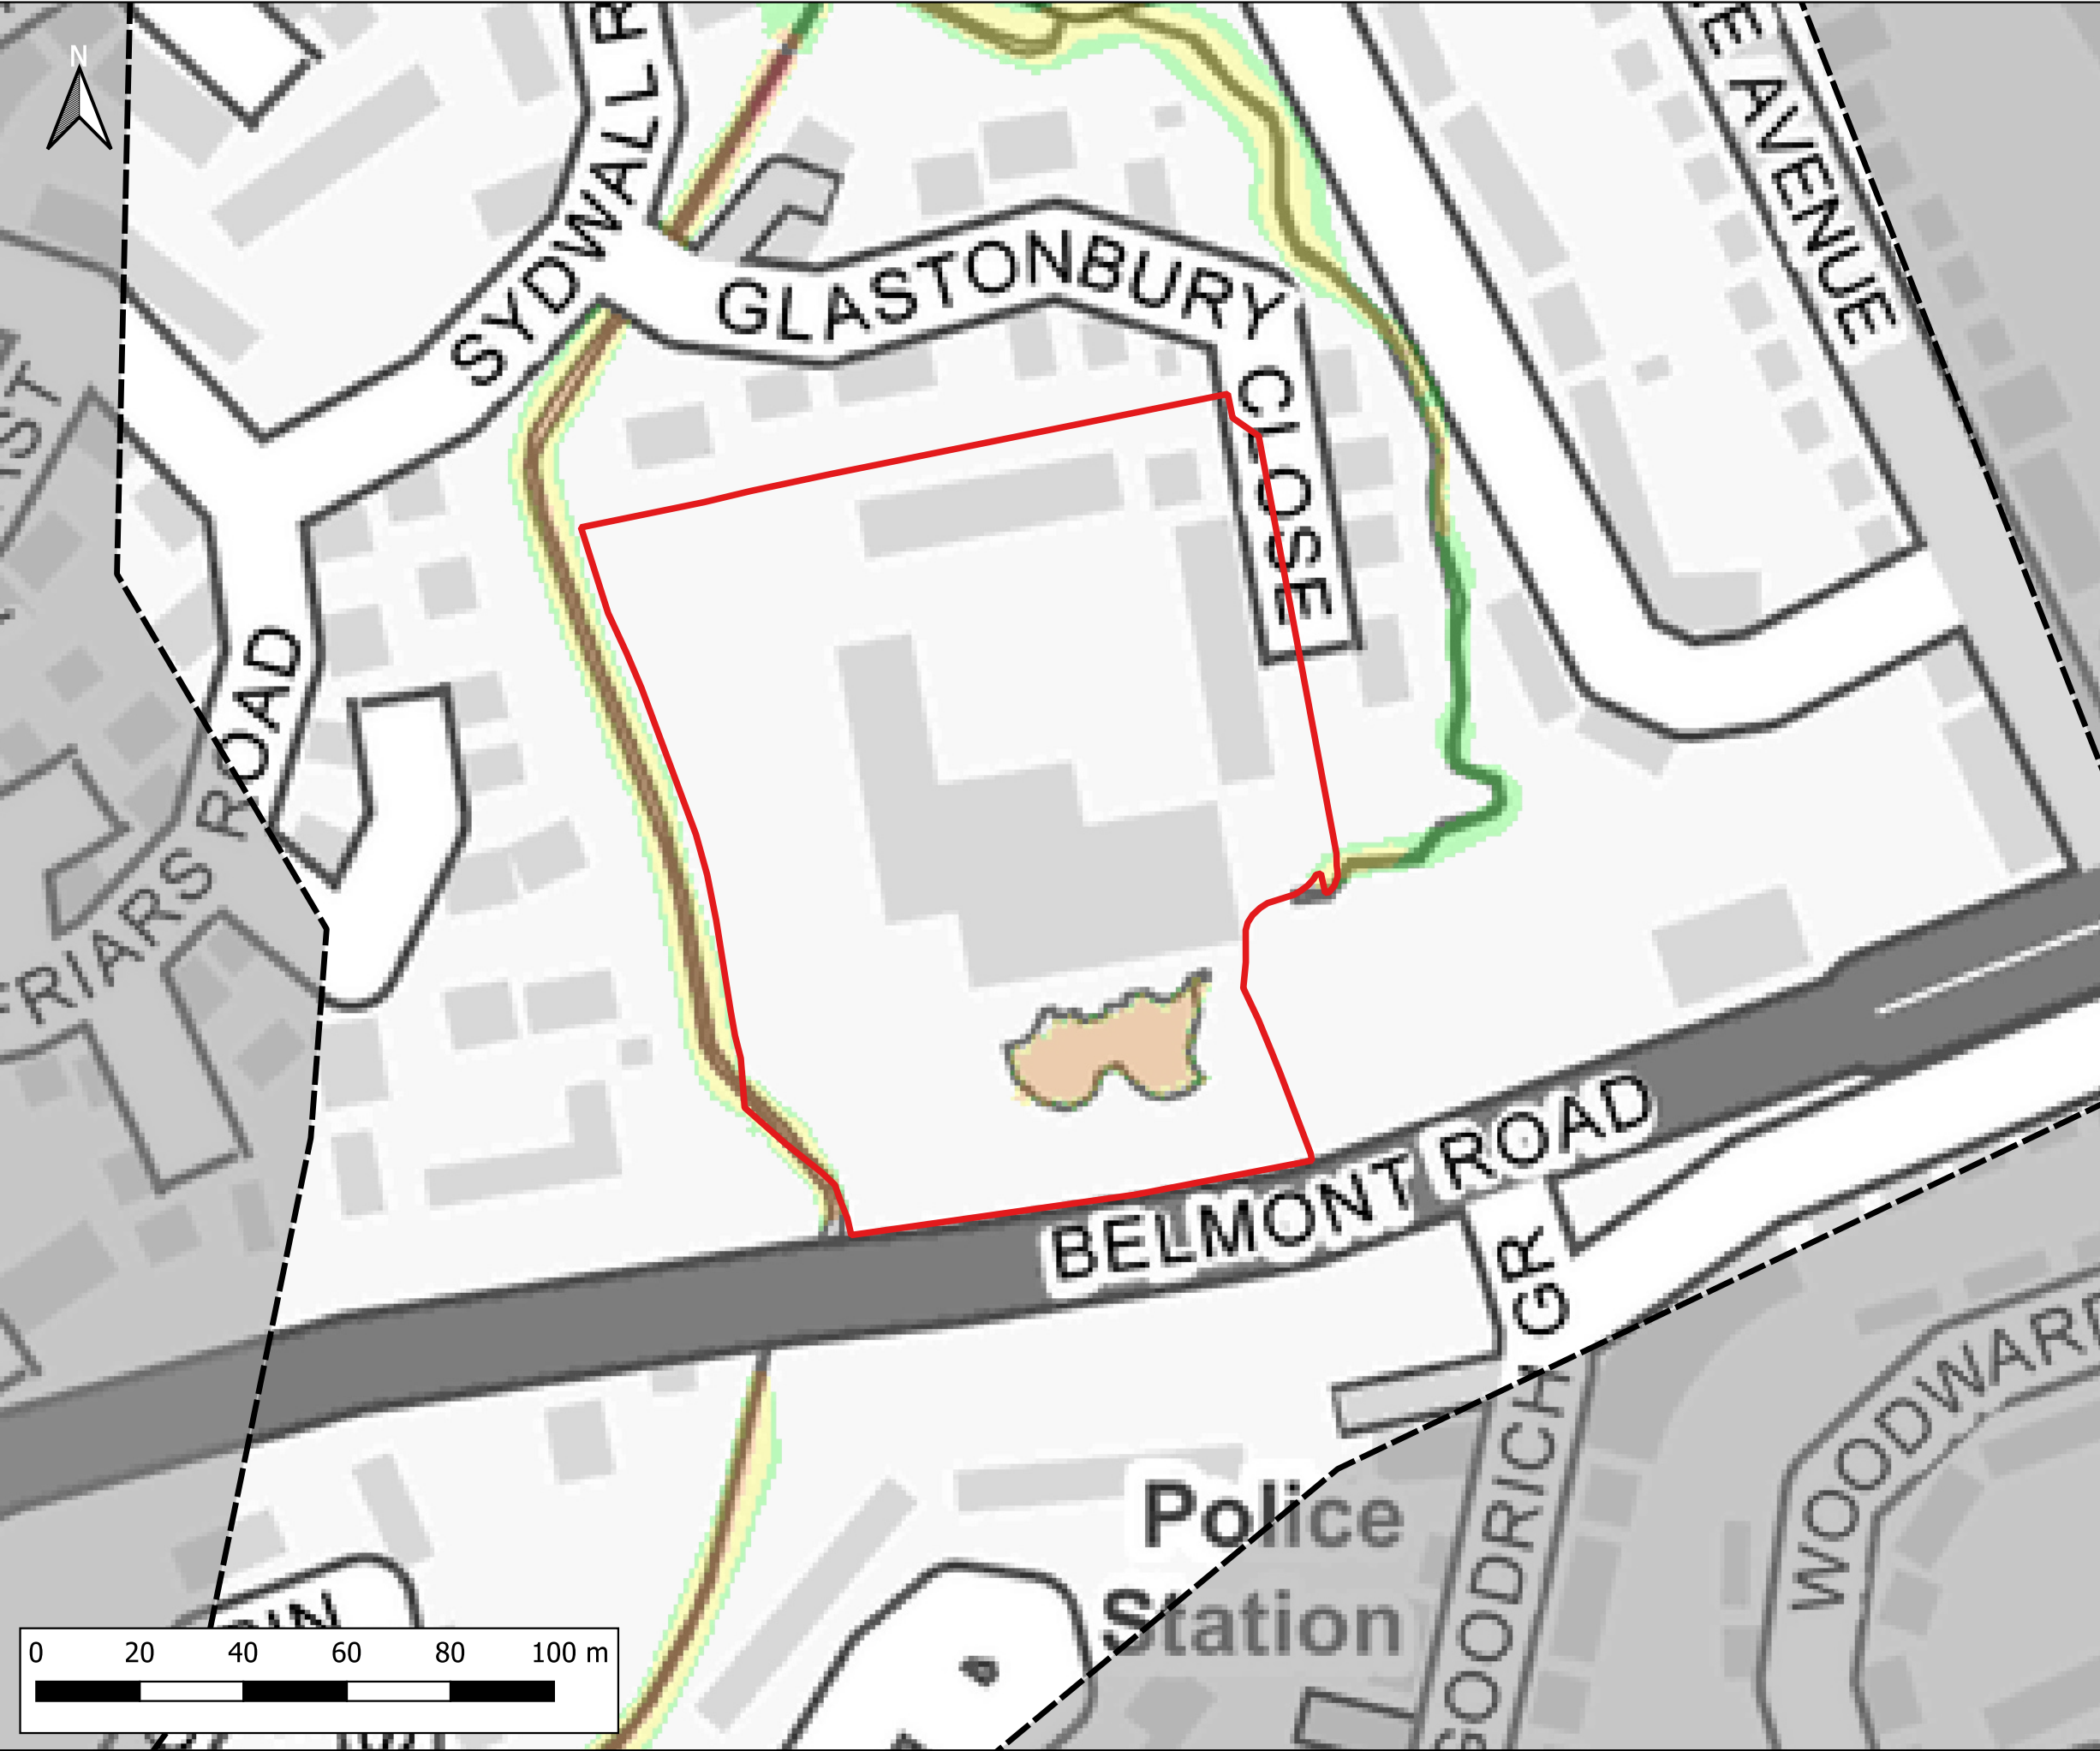 N
SYDWALL R
E AVENUE
GLASTONBURY
CLOSE
ROAD
FRIARS
BELMONT ROAD
GR
GOODRICH
WOODWARD
Police
Station
0 20 40 60 80 100 m